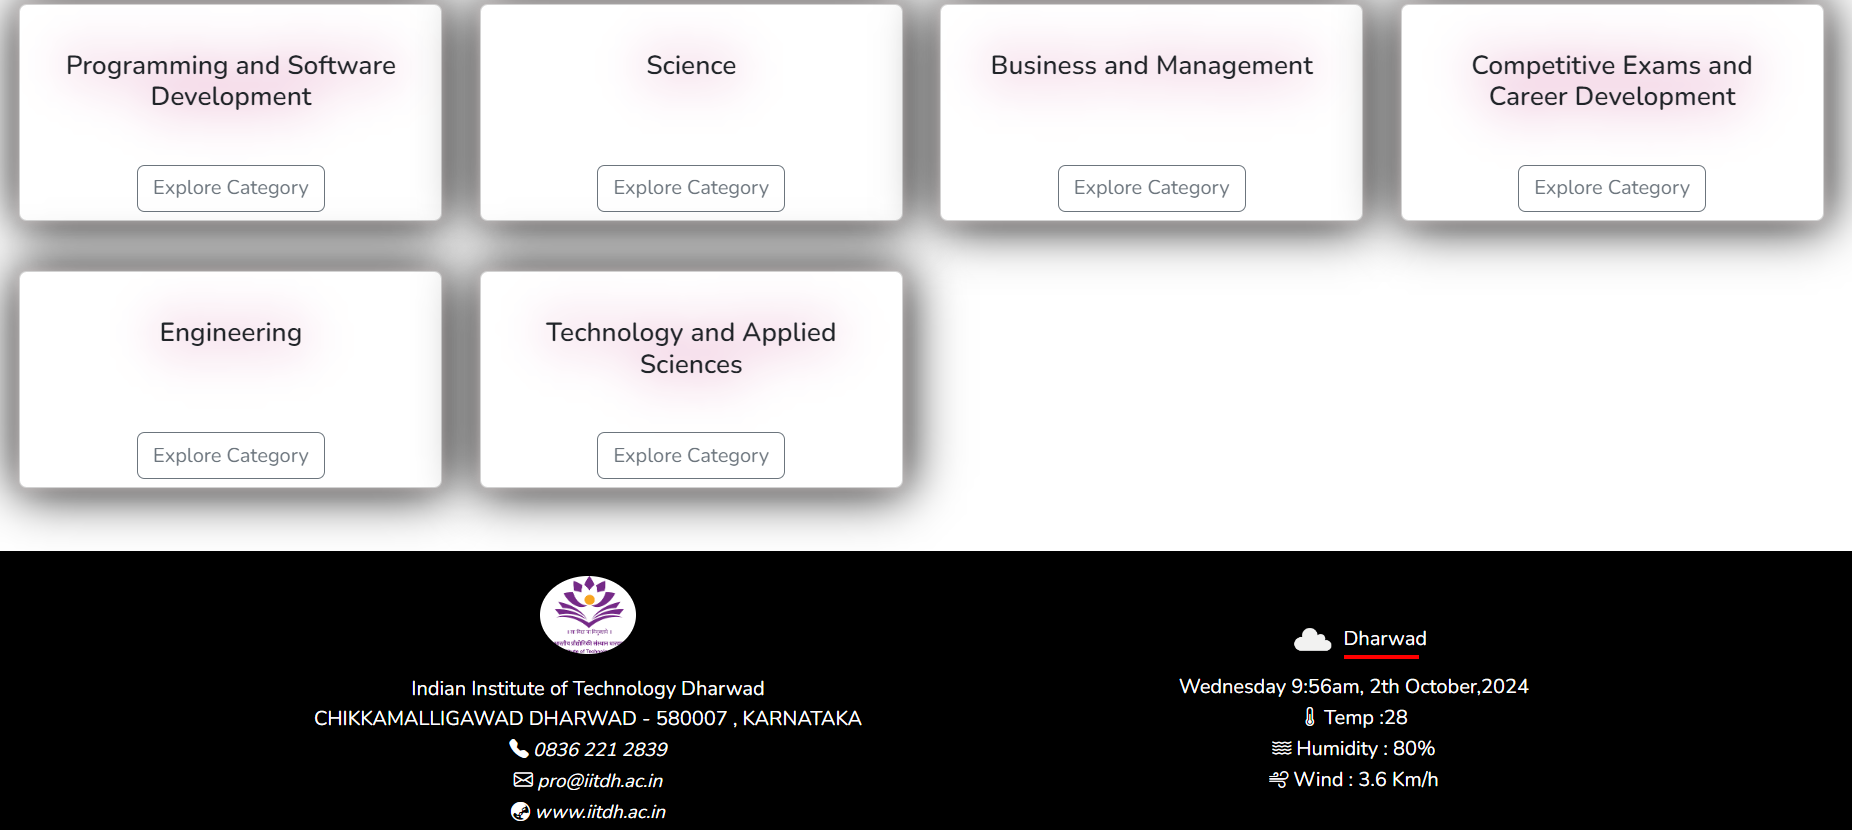 Programming and Software
Development
Explore Category
Science
Explore Category
Business and Management
Explore Category
Competitive Exams and
Career Development
Explore Category
Engineering
Explore Category
Technology and Applied
Sciences
Explore Category
Indian Institute of Technology Dharwad
CHIKKAMALLIGAWAD DHARWAD - 580007 , KARNATAKA
0836 221 2839
pro@iitdh.ac.in
www.iitdh.ac.in
Dharwad
Wednesday 9:56am, 2th October,2024
Temp :28
Humidity : 80%
Wind : 3.6 Km/h